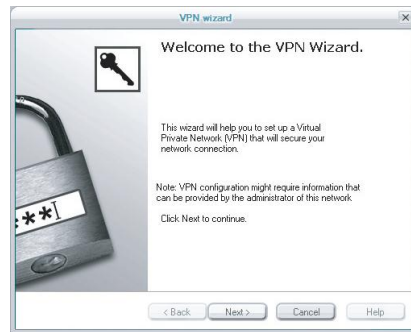 VPN wizard
Welcome to the VPN Wizard.
This wizard will help you to set up a Virtual
Private Network (VPN) that will secure your
network connection.
Note: VPN configuration might require information that
can be provided by the administrator of this network
Click Next to continue.
***
< Back Next > Cancel Help